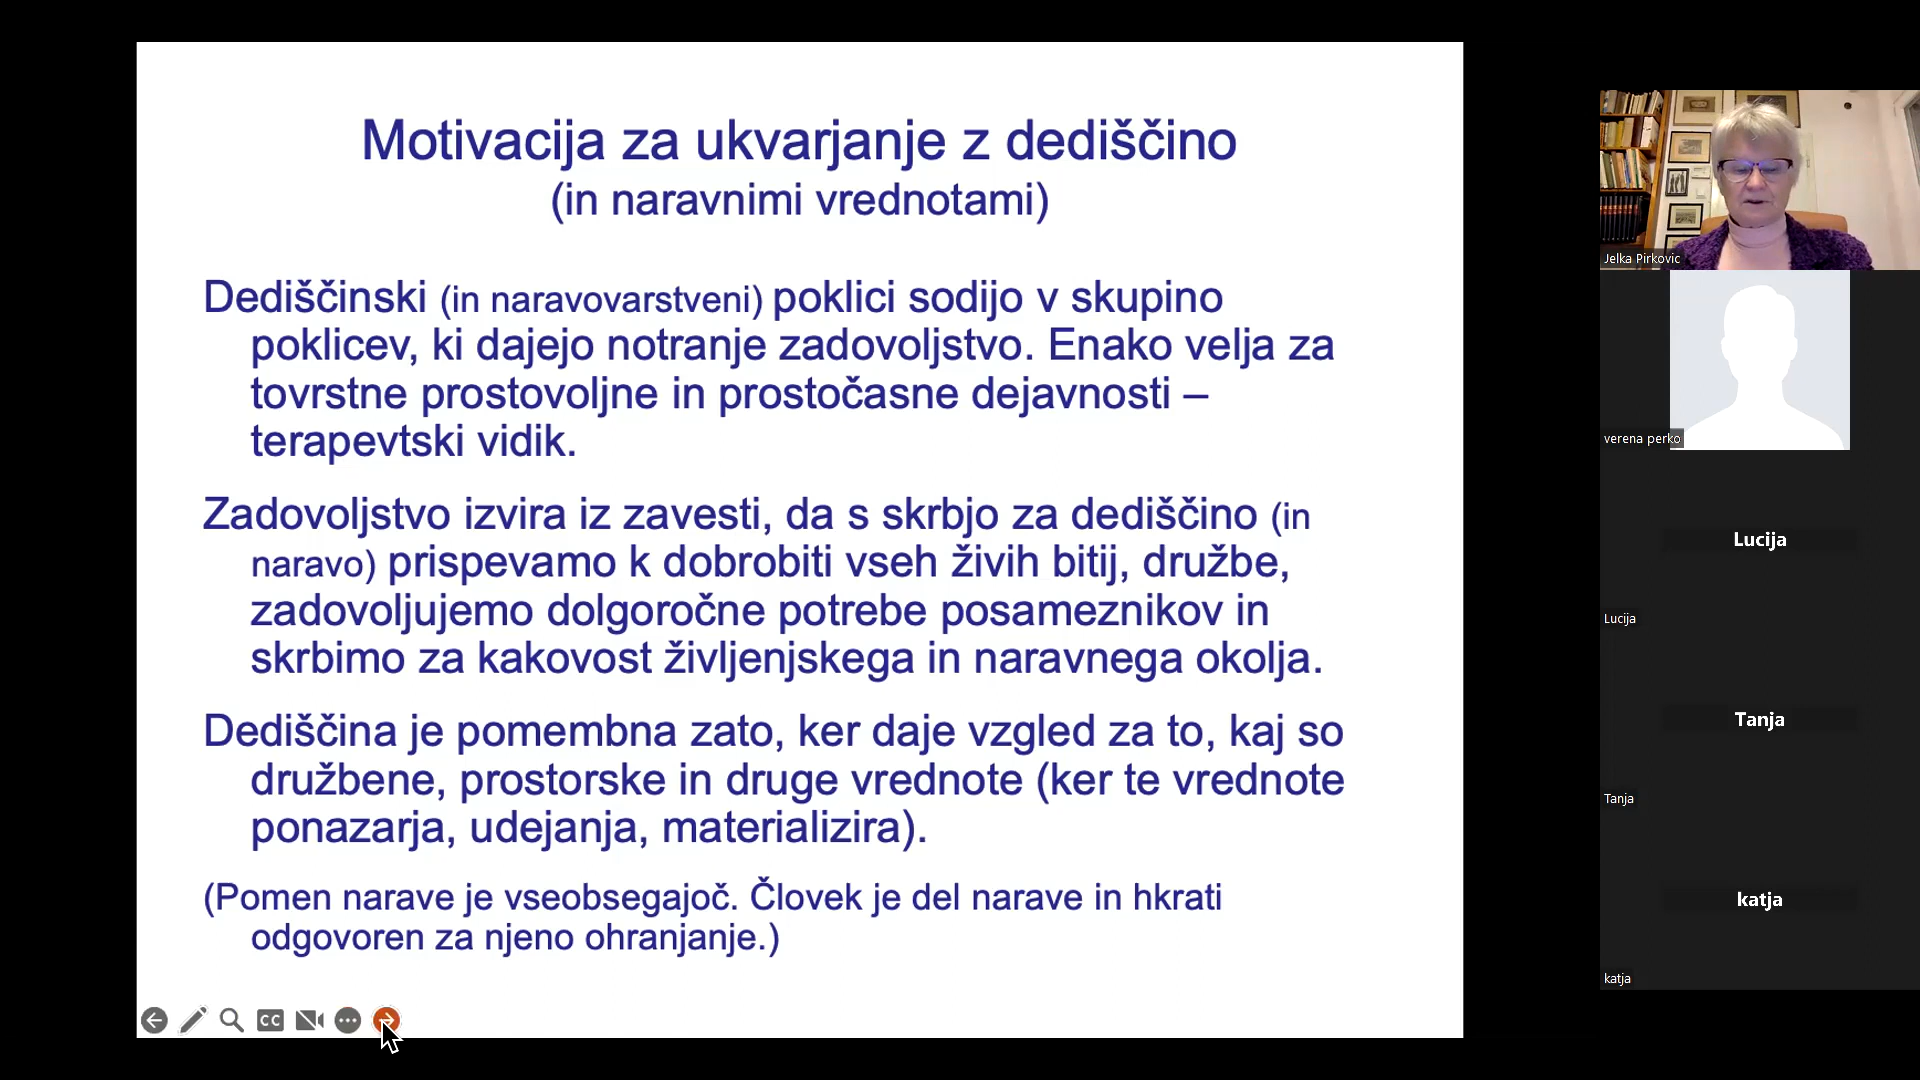 Motivacija za ukvarjanje z dediščino
(in naravnimi vrednotami)
Dediščinski (in naravovarstveni) poklici sodijo v skupino
poklicev, ki dajejo notranje zadovoljstvo. Enako velja za
tovrstne prostovoljne in prostočasne dejavnosti –
terapevtski vidik.
Zadovoljstvo izvira iz zavesti, da s skrbjo za dediščino (in
naravo) prispevamo k dobrobiti vseh živih bitij, družbe,
zadovoljujemo dolgoročne potrebe posameznikov in
skrbimo za kakovost življenjskega in naravnega okolja.
Dediščina je pomembna zato, ker daje vzgled za to, kaj so
družbene, prostorske in druge vrednote (ker te vrednote
ponazarja, udejanja, materializira).
(Pomen narave je vseobsegajoč. Človek je del narave in hkrati
odgovoren za njeno ohranjanje.)
CC
Jelka Pirkovic
verena perko
Lucija
Lucija
Tanja
Tanja
katja
katja